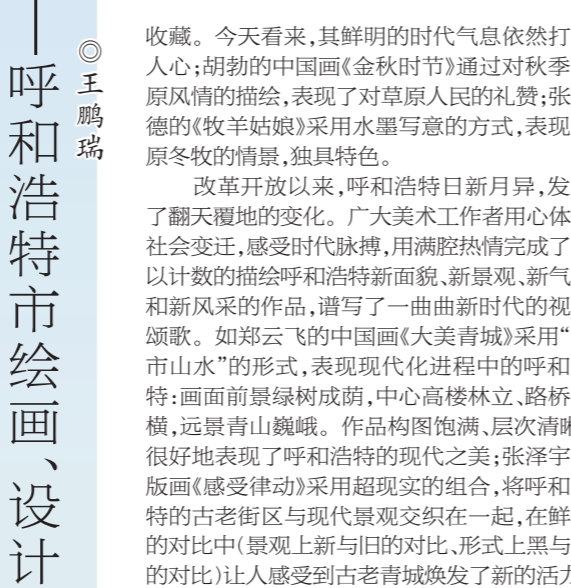 ——呼和浩特市绘画、设计
◎王鹏瑞
收藏。今天看来,其鲜明的时代气息依然打
人心;胡勃的中国画《金秋时节》通过对秋季
原风情的描绘,表现了对草原人民的礼赞;张
德的《牧羊姑娘》采用水墨写意的方式,表现
原冬牧的情景,独具特色。
改革开放以来,呼和浩特日新月异,发
了翻天覆地的变化。广大美术工作者用心体
社会变迁,感受时代脉搏,用满腔热情完成了
以计数的描绘呼和浩特新面貌、新景观、新气
和新风采的作品,谱写了一曲曲新时代的视
颂歌。如郑云飞的中国画《大美青城》采用“
市山水”的形式,表现现代化进程中的呼和
特:画面前景绿树成荫,中心高楼林立、路桥
横,远景青山巍峨。作品构图饱满、层次清晰
很好地表现了呼和浩特的现代之美;张泽宇
版画《感受律动》采用超现实的组合,将呼和
特的古老街区与现代景观交织在一起,在鲜
的对比中(景观上新与旧的对比、形式上黑与
的对比)让人感受到古老青城焕发了新的活力